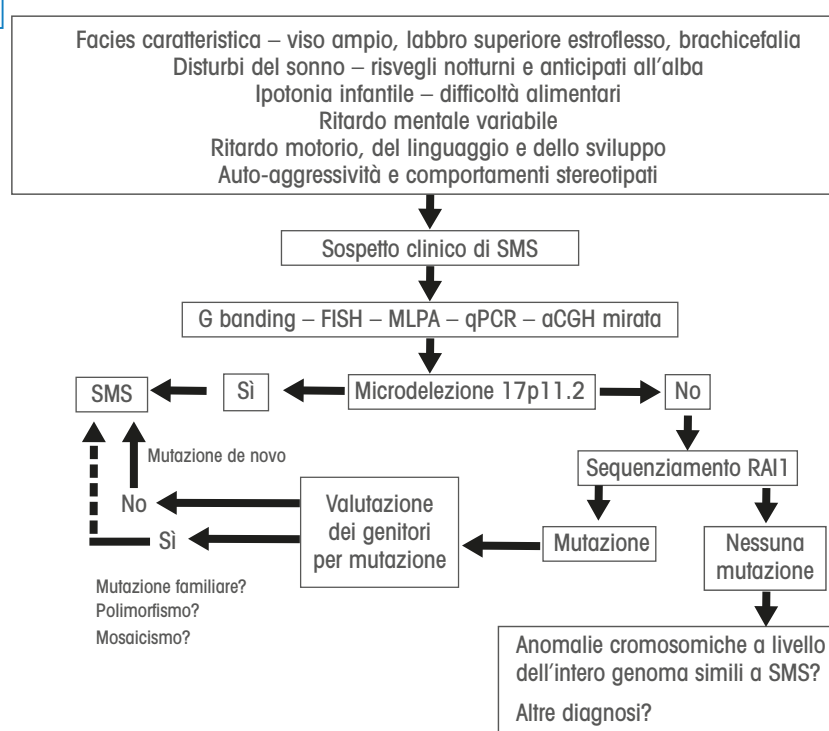 Facies caratteristica – viso ampio, labbro superiore estroflesso, brachicefalia
Disturbi del sonno – risvegli notturni e anticipati all'alba
Ipotonia infantile – difficoltà alimentari
Ritardo mentale variabile
Ritardo motorio, del linguaggio e dello sviluppo
Auto-aggressività e comportamenti stereotipati
Sospetto clinico di SMS
G banding – FISH – MLPA – qPCR – aCGH mirata
SMS
Sì
Microdelezione 17p11.2
No
Mutazione de novo
Sequenziamento RAI1
No
Sì
Valutazione
dei genitori
per mutazione
Mutazione
Nessuna
mutazione
Mutazione familiare?
Polimorfismo?
Mosaicismo?
Anomalie cromosomiche a livello
dell'intero genoma simili a SMS?
Altre diagnosi?